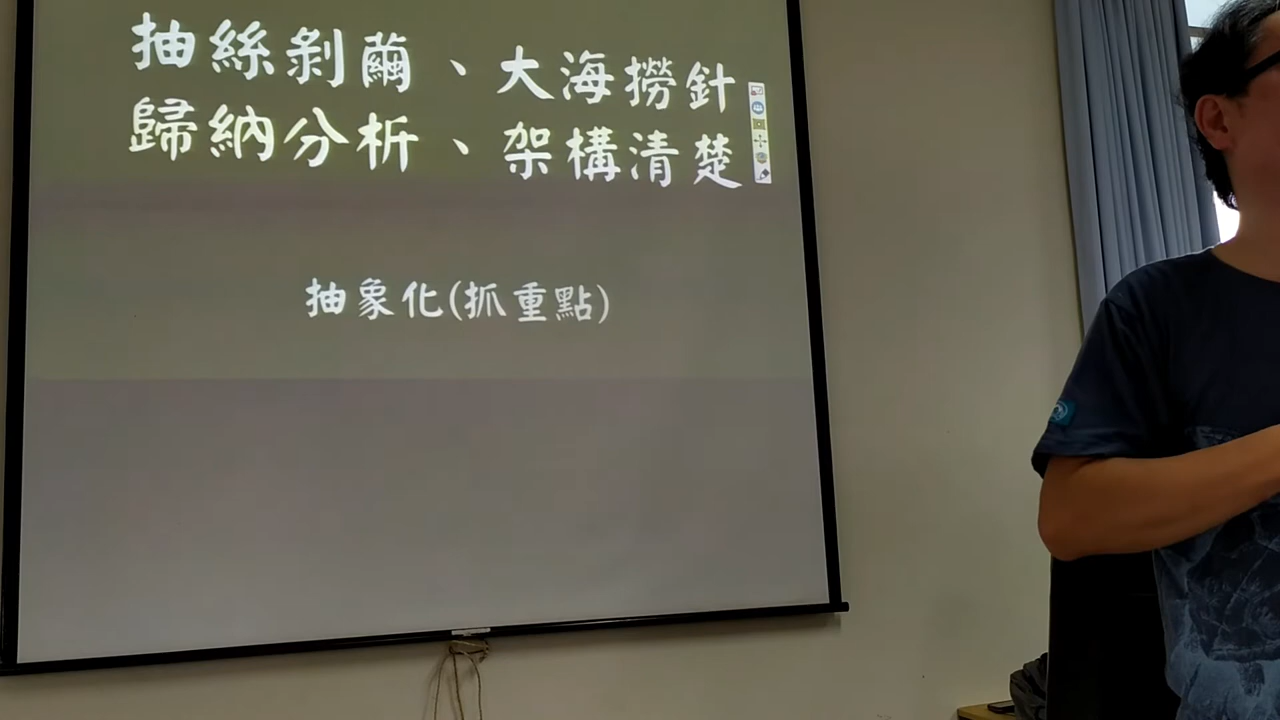 抽絲剝繭、大海撈針
歸納分析、架構清楚
抽象化(抓重點)